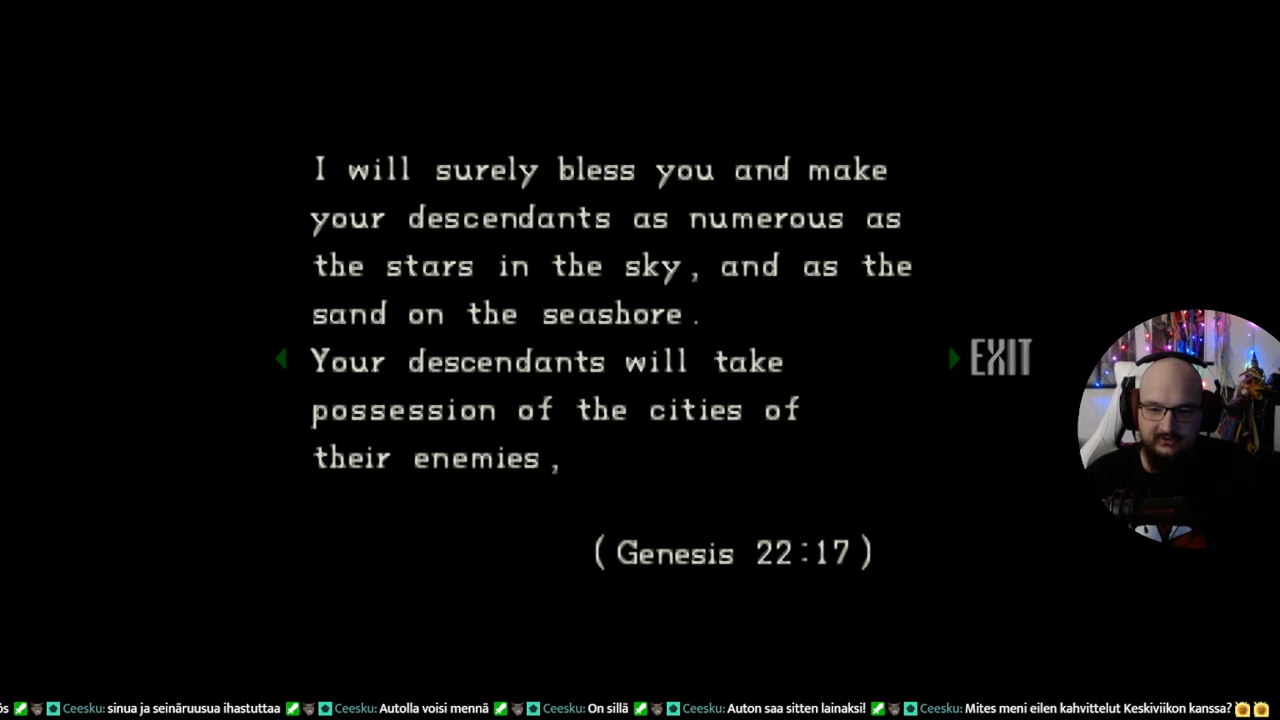 I will surely bless you and make
your descendants as numerous as
the stars in the sky, and as the
sand on the seashore.
Your descendants will take
possession of the cities of
their enemies,
EXIT
(Genesis 22:17)
ös Ceesku: sinua ja seinäruusua ihastuttaa Ceesku: Autolla voisi mennä Ceesku: On sillä Ceesku: Auton saa sitten lainaksi! Ceesku: Mites meni eilen kahvittelut Keskiviikon kanssa?